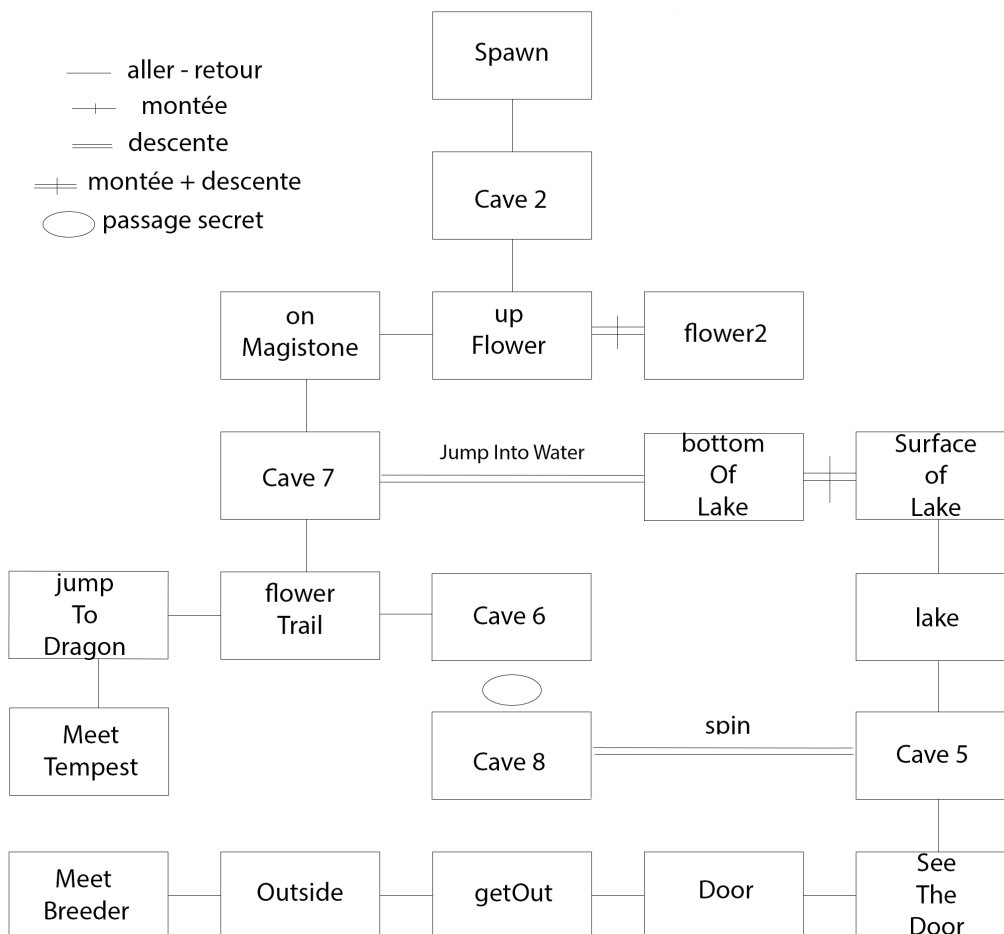 Spawn
aller - retour
montée
descente
montée + descente
passage secret
Cave 2
on
Magistone
up
Flower
flower2
Cave 7
Jump Into Water
bottom
Of
Lake
Surface
of
Lake
jump
To
Dragon
flower
Trail
Cave 6
lake
Meet
Tempest
Cave 8
spin
Cave 5
Meet
Breeder
Outside
getOut
Door
See
The
Door